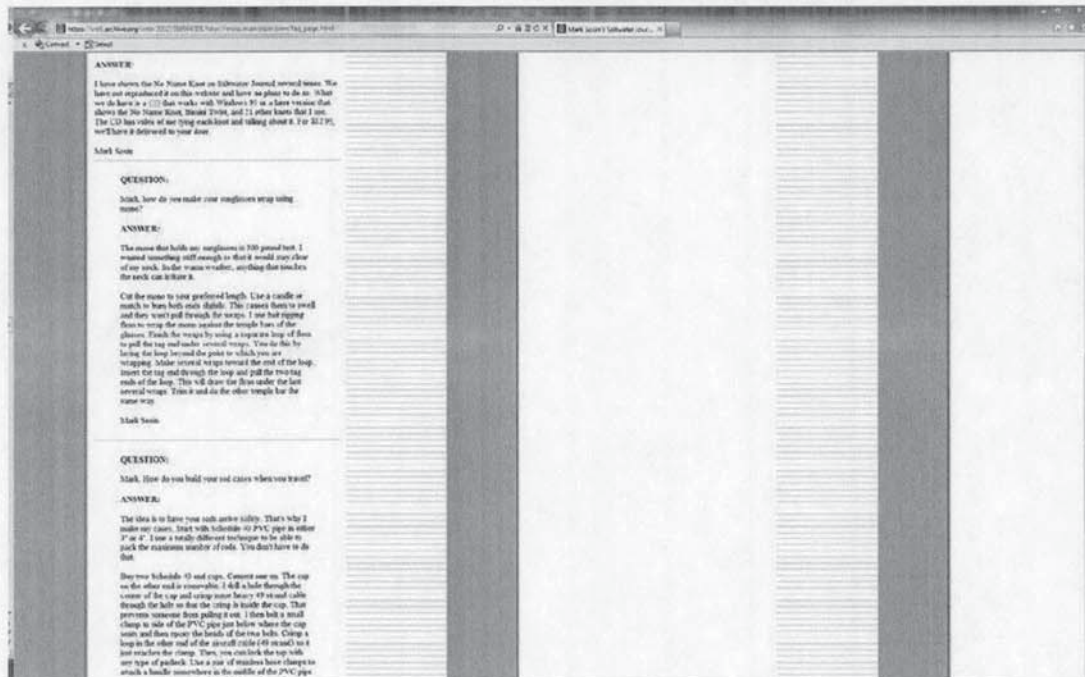 Convert Select
ANSWER:
I have shown the No Name Knot on Saltwater Journal several times. We
have not reproduced it on this website and have no plans to do so. What
we do have is a CD that works with Windows 95 or a later version that
shows the No Name Knot, Bimini Twist, and 21 other knots that I use.
The CD has video of me tying each knot and talking about it. For $12.95,
we'll have it delivered to your door.
Mark Sosin
QUESTION:
Mark, how do you make your sunglasses wrap using
mono?
ANSWER:
The mono that holds my sunglasses is 300 pound test. I
wanted something stiff enough so that it would stay clear
of my neck. In the warm weather, anything that touches
the neck can irritate it.
Cut the mono to your preferred length. Use a candle or
match to burn both ends slightly. This causes them to swell
and they won't pull through the wraps. I use bait rigging
floss to wrap the mono against the temple bars of the
glasses. Finish the wraps by using a separate loop of floss
to pull the tag end under several wraps. You do this by
laying the loop beyond the point to which you are
wrapping. Make several wraps toward the end of the loop,
insert the tag end through the loop and pull the two tag
ends of the loop. This will draw the floss under the last
several wraps. Trim it and do the other temple bar the
same way.
Mark Sosin
QUESTION:
Mark, How do you build your rod cases when you travel?
ANSWER:
The idea is to have your rods arrive safely. That's why I
make my cases. Start with Schedule 40 PVC pipe in either
3" or 4". I use a totally different technique to be able to
pack the maximum number of rods. You don't have to do
that.
Buy two Schedule 40 end caps. Cement one on. The cap
on the other end is removable. I drill a hole through the
center of the cap and crimp some heavy 49 strand cable
through the hole so that the crimp is inside the cap. That
prevents someone from pulling it out. I then bolt a small
clamp to side of the PVC pipe just below where the cap
seats and then epoxy the heads of the two bolts. Crimp a
loop in the other end of the aircraft cable (49 strand) so it
just reaches the clamp. Then, you can lock the top with
any type of padlock. Use a pair of stainless hose clamps to
attach a handle somewhere in the middle of the PVC pipe